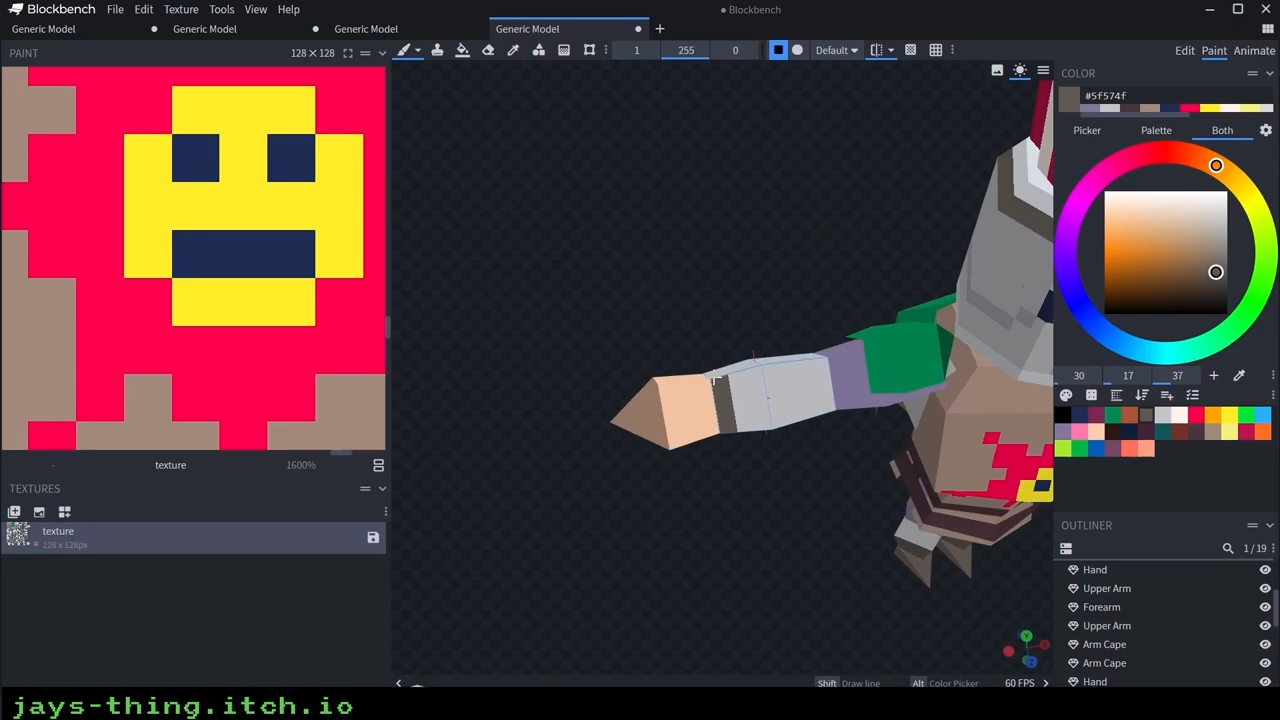 Blockbench
File Edit Texture Tools View Help
Blockbench
Generic Model
Generic Model
Generic Model
Generic Model
PAINT
128 × 128
1
255
0
Default
Edit
Paint
Animate
COLOR
#5f574f
Picker
Palette
Both
30
17
37
-
texture
1600%
TEXTURES
texture
128 x 128px
OUTLINER
1 / 19
Hand
Upper Arm
Forearm
Upper Arm
Arm Cape
Arm Cape
Hand
Shift Draw line
Alt Color Picker
60 FPS
jays-thing.itch.io